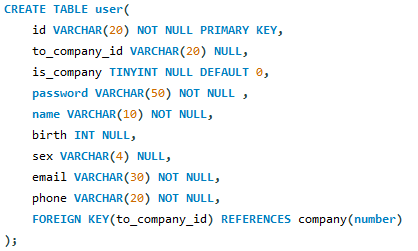 CREATE TABLE user(
id VARCHAR(20) NOT NULL PRIMARY KEY,
to_company_id VARCHAR(20) NULL,
is_company TINYINT NULL DEFAULT 0,
password VARCHAR(50) NOT NULL ,
name VARCHAR(10) NOT NULL,
birth INT NULL,
sex VARCHAR(4) NULL,
email VARCHAR(30) NOT NULL,
phone VARCHAR(20) NOT NULL,
FOREIGN KEY(to_company_id) REFERENCES company(number)
);